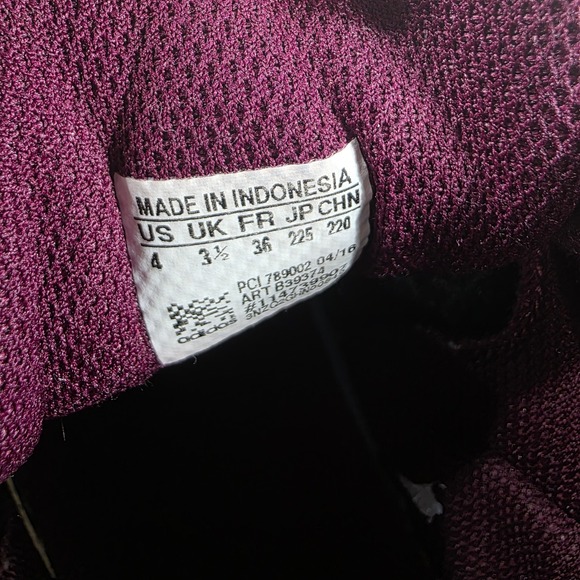 MADE IN INDONESIA
US UK FR JP CHN
4 3½ 36 225 220
PCI 789002 04/16
ART B39374
adidas